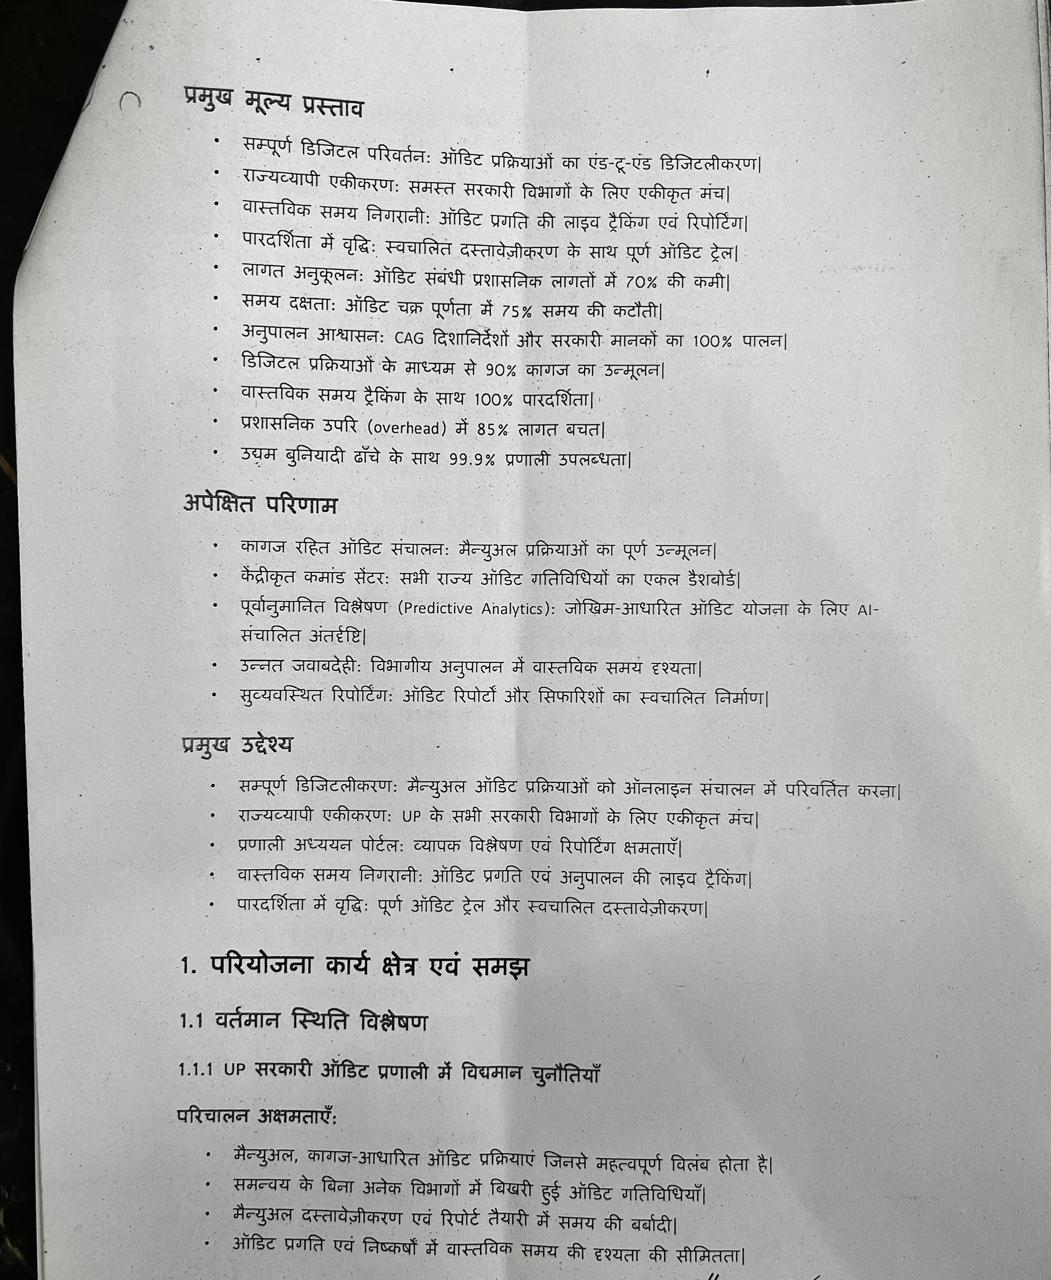 प्रमुख मूल्य प्रस्ताव
• सम्पूर्ण डिजिटल परिवर्तन: ऑडिट प्रक्रियाओं का एंड-टू-एंड डिजिटलीकरण|
• राज्यव्यापी एकीकरण: समस्त सरकारी विभागों के लिए एकीकृत मंच|
• वास्तविक समय निगरानी: ऑडिट प्रगति की लाइव ट्रैकिंग एवं रिपोर्टिंग|
• पारदर्शिता में वृद्धि: स्वचालित दस्तावेज़ीकरण के साथ पूर्ण ऑडिट ट्रेल|
• लागत अनुकूलन: ऑडिट संबंधी प्रशासनिक लागतों में 70% की कमी|
• समय दक्षता: ऑडिट चक्र पूर्णता में 75% समय की कटौती|
• अनुपालन आश्वासन: CAG दिशानिर्देशों और सरकारी मानकों का 100% पालन|
• डिजिटल प्रक्रियाओं के माध्यम से 90% कागज का उन्मूलन|
• वास्तविक समय ट्रैकिंग के साथ 100% पारदर्शिता|
• प्रशासनिक उपरि (overhead) में 85% लागत बचत|
• उद्यम बुनियादी ढाँचे के साथ 99.9% प्रणाली उपलब्धता|
अपेक्षित परिणाम
• कागज रहित ऑडिट संचालन: मैन्युअल प्रक्रियाओं का पूर्ण उन्मूलन|
• केंद्रीकृत कमांड सेंटर: सभी राज्य ऑडिट गतिविधियों का एकल डैशबोर्ड|
• पूर्वानुमानित विश्लेषण (Predictive Analytics): जोखिम-आधारित ऑडिट योजना के लिए AI-
संचालित अंतर्दृष्टि|
• उन्नत जवाबदेही: विभागीय अनुपालन में वास्तविक समय दृश्यता|
• सुव्यवस्थित रिपोर्टिंग: ऑडिट रिपोर्टों और सिफारिशों का स्वचालित निर्माण|
प्रमुख उद्देश्य
• सम्पूर्ण डिजिटलीकरण: मैन्युअल ऑडिट प्रक्रियाओं को ऑनलाइन संचालन में परिवर्तित करना|
• राज्यव्यापी एकीकरण: UP के सभी सरकारी विभागों के लिए एकीकृत मंच|
• प्रणाली अध्ययन पोर्टल: व्यापक विश्लेषण एवं रिपोर्टिंग क्षमताएँ|
• वास्तविक समय निगरानी: ऑडिट प्रगति एवं अनुपालन की लाइव ट्रैकिंग|
• पारदर्शिता में वृद्धि: पूर्ण ऑडिट ट्रेल और स्वचालित दस्तावेज़ीकरण|
1. परियोजना कार्य क्षेत्र एवं समझ
1.1 वर्तमान स्थिति विश्लेषण
1.1.1 UP सरकारी ऑडिट प्रणाली में विद्यमान चुनौतियाँ
परिचालन अक्षमताएँ:
• मैन्युअल, कागज-आधारित ऑडिट प्रक्रियाएं जिनसे महत्वपूर्ण विलंब होता है|
• समन्वय के बिना अनेक विभागों में बिखरी हुई ऑडिट गतिविधियाँ|
• मैन्युअल दस्तावेज़ीकरण एवं रिपोर्ट तैयारी में समय की बर्बादी|
• ऑडिट प्रगति एवं निष्कर्षों में वास्तविक समय की दृश्यता की सीमितता|